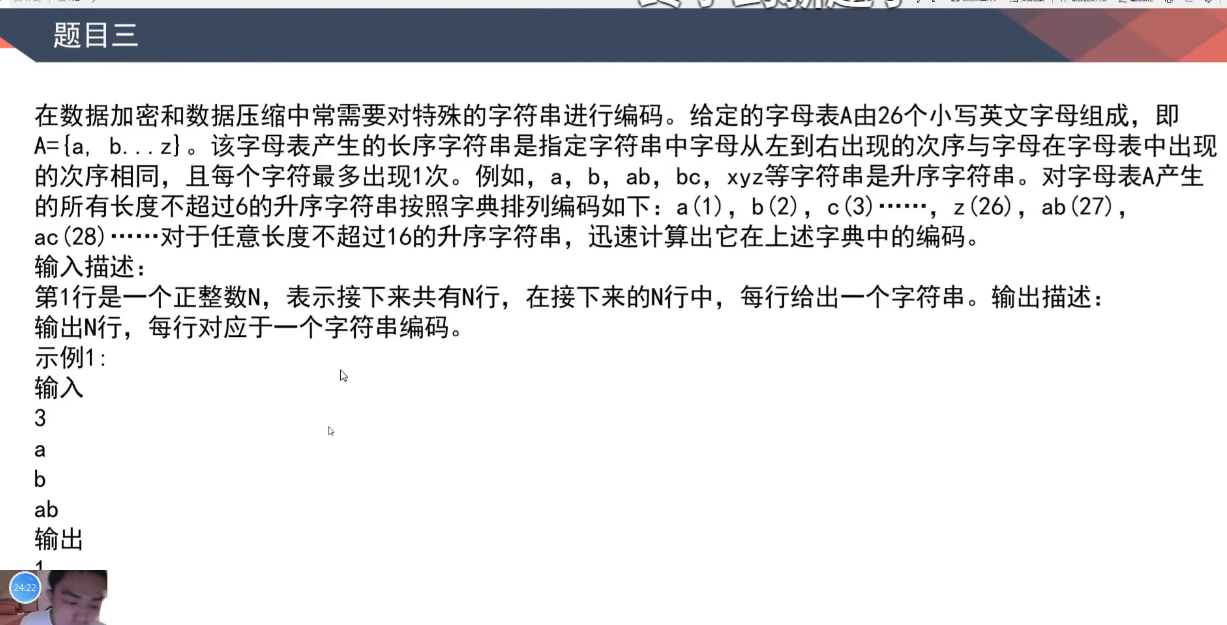 题目三
在数据加密和数据压缩中常需要对特殊的字符串进行编码。给定的字母表A由26个小写英文字母组成，即
A={a, b...z}。该字母表产生的长序字符串是指定字符串中字母从左到右出现的次序与字母在字母表中出现
的次序相同，且每个字符最多出现1次。例如，a，b，ab，bc，xyz等字符串是升序字符串。对字母表A产生
的所有长度不超过6的升序字符串按照字典排列编码如下：a(1)，b(2)，c(3)……，z(26)，ab(27)，
ac(28)……对于任意长度不超过16的升序字符串，迅速计算出它在上述字典中的编码。
输入描述：
第1行是一个正整数N，表示接下来共有N行，在接下来的N行中，每行给出一个字符串。输出描述：
输出N行，每行对应于一个字符串编码。
示例1:
输入
3
a
b
ab
输出
1
24:22